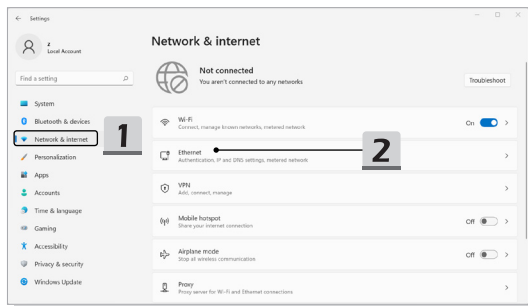 Settings
z
Local Account
Find a setting
System
Bluetooth & devices
Network & internet
Personalization
Apps
Accounts
Time & language
Gaming
Accessibility
Privacy & security
Windows Update
1
Network & internet
Not connected
You aren't connected to any networks
Troubleshoot
Wi-Fi
Connect, manage known networks, metered network
On
Ethernet
Authentication, IP and DNS settings, metered network
2
VPN
Add, connect, manage
Mobile hotspot
Share your internet connection
Off
Airplane mode
Stop all wireless communication
Off
Proxy
Proxy server for Wi-Fi and Ethernet connections